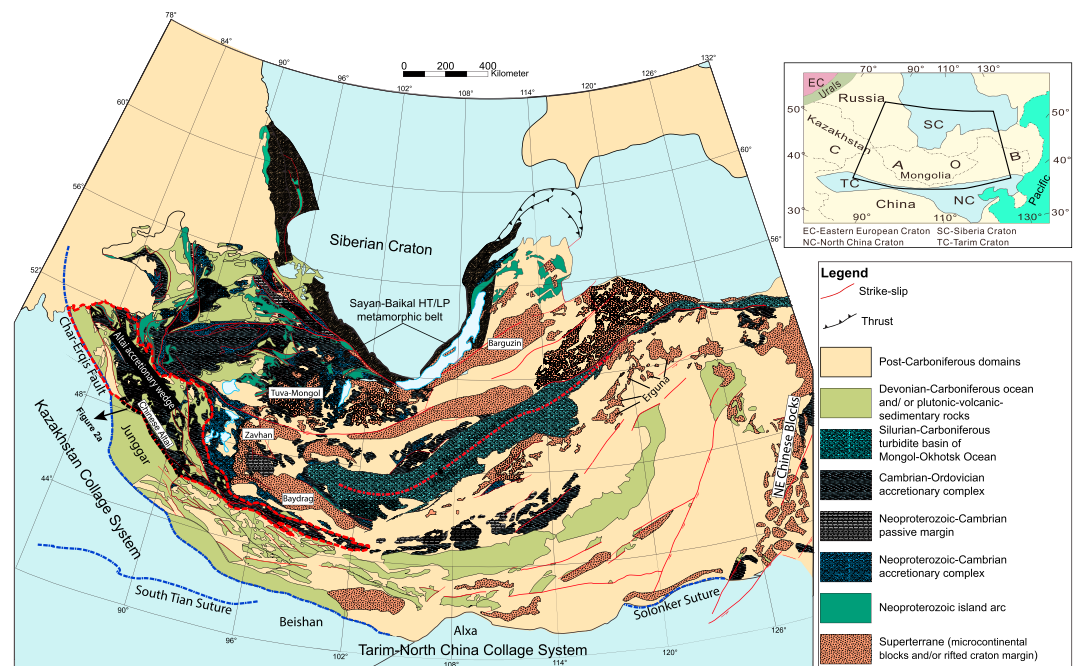 78°
84°
90°
96°
102°
108°
114°
120°
126°
132°
0 200 400
Kilometer
60°
56°
52°
48°
44°
60°
56°
Siberian Craton
Sayan-Baikal HT/LP
metamorphic belt
Barguzin
Tuva-Mongol
Zavhan
Baydrag
Erguna
Altai accretionary wedge
Chinese Altai
Char-Erqis Fault
Figure 2a
Junggar
Kazakhstan Collage System
NE Chinese Blocks
South Tian Suture
Beishan
Alxa
Solonker Suture
Tarim-North China Collage System
90°
96°
102°
108°
114°
120°
126°
70° 90° 110° 130°
EC
Urals
Russia
50°
50°
SC
Kazakhstan
C
A
O
B
40°
40°
Mongolia
TC
NC
China
Pacific
30°
30°
90°
110°
130°
EC-Eastern European Craton SC-Siberia Craton
NC-North China Craton TC-Tarim Craton
Legend
Strike-slip
Thrust
Post-Carboniferous domains
Devonian-Carboniferous ocean
and/ or plutonic-volcanic-
sedimentary rocks
Silurian-Carboniferous
turbidite basin of
Mongol-Okhotsk Ocean
Cambrian-Ordovician
accretionary complex
Neoproterozoic-Cambrian
passive margin
Neoproterozoic-Cambrian
accretionary complex
Neoproterozoic island arc
Superterrane (microcontinental
blocks and/or rifted craton margin)